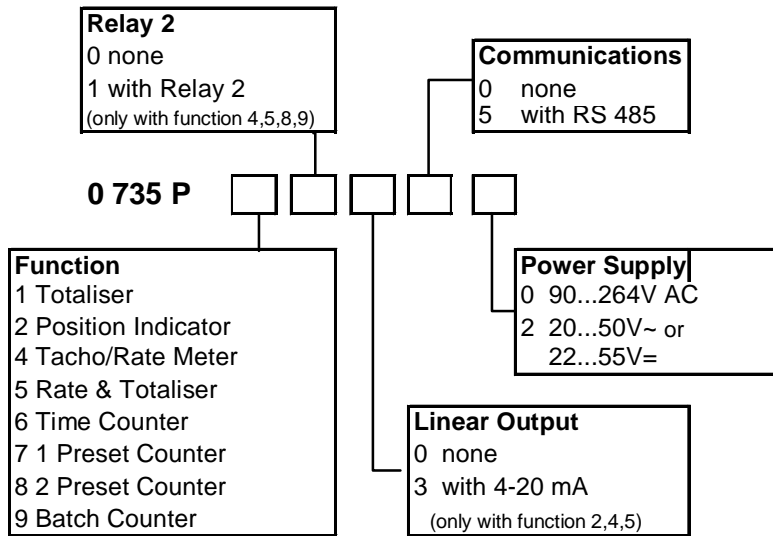 Relay 2
0 none
1 with Relay 2
(only with function 4,5,8,9)
Communications
0 none
5 with RS 485
0 735 P
Function
1 Totaliser
2 Position Indicator
4 Tacho/Rate Meter
5 Rate & Totaliser
6 Time Counter
7 1 Preset Counter
8 2 Preset Counter
9 Batch Counter
Linear Output
0 none
3 with 4-20 mA
(only with function 2,4,5)
Power Supply
0 90...264V AC
2 20...50V~ or
22...55V=